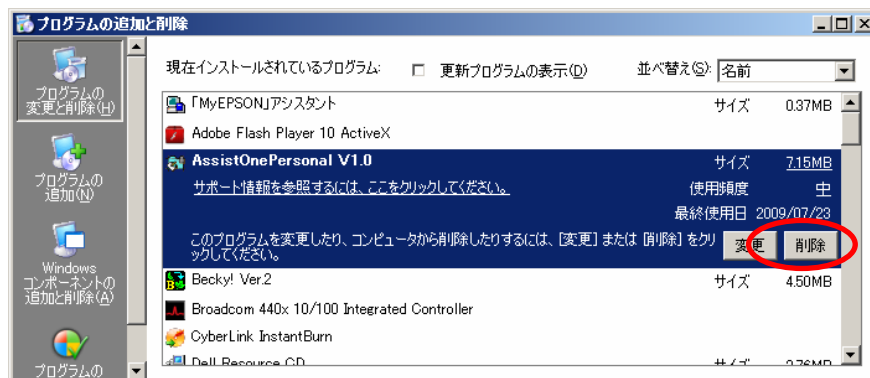 プログラムの追加と削除
プログラムの
変更と削除(H)
プログラムの
追加(N)
Windows
コンポーネントの
追加と削除(A)
プログラムの
現在インストールされているプログラム:
更新プログラムの表示(D)
並べ替え(S):
名前
「MyEPSON」アシスタント
サイズ
0.37MB
Adobe Flash Player 10 ActiveX
AssistOnePersonal V1.0
サイズ
7.15MB
サポート情報を参照するには、ここをクリックしてください。
使用頻度
中
最終使用日 2009/07/23
このプログラムを変更したり、コンピュータから削除したりするには、[変更] または [削除] をクリ
ックしてください。
変更
削除
Becky! Ver.2
サイズ
4.50MB
Broadcom 440x 10/100 Integrated Controller
CyberLink InstantBurn
Dell Resource CD
サイズ
2.76MB